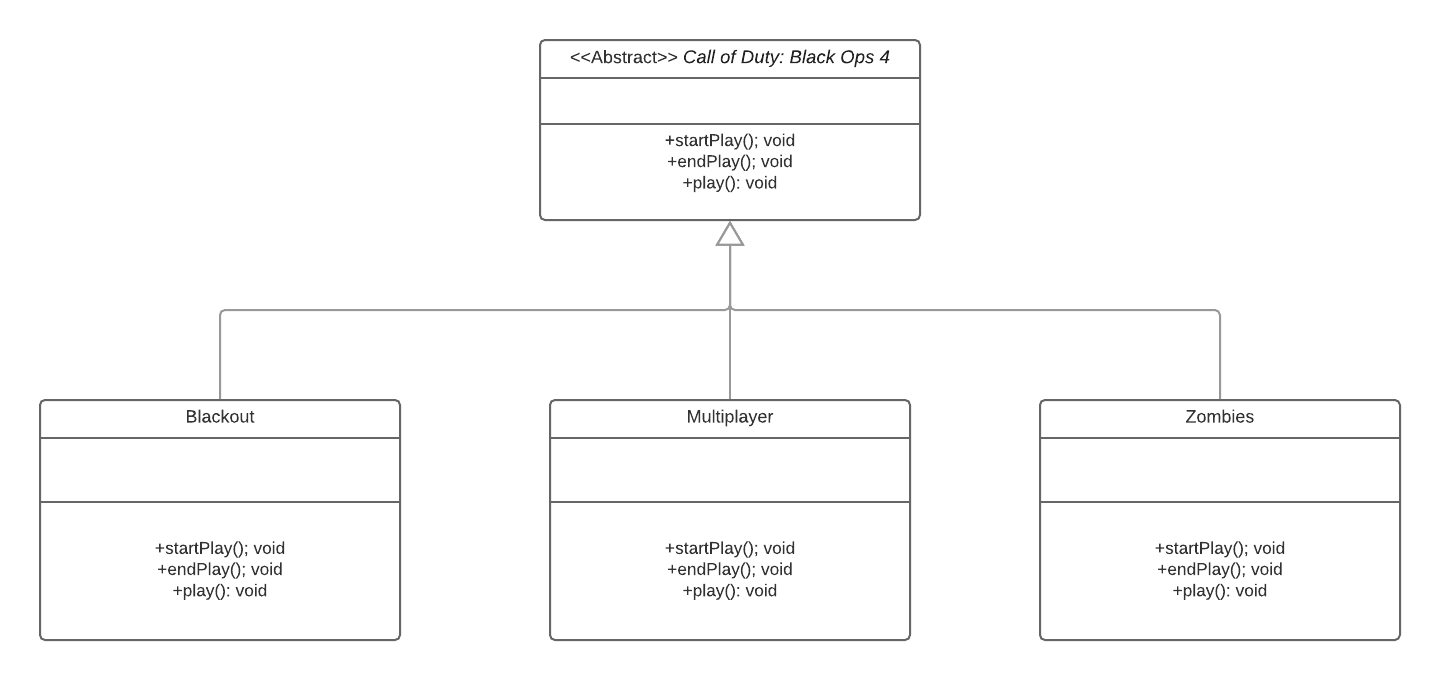 <<Abstract>> Call of Duty: Black Ops 4
+startPlay(); void
+endPlay(); void
+play(): void
Blackout
+startPlay(); void
+endPlay(); void
+play(): void
Multiplayer
+startPlay(); void
+endPlay(); void
+play(): void
Zombies
+startPlay(); void
+endPlay(); void
+play(): void